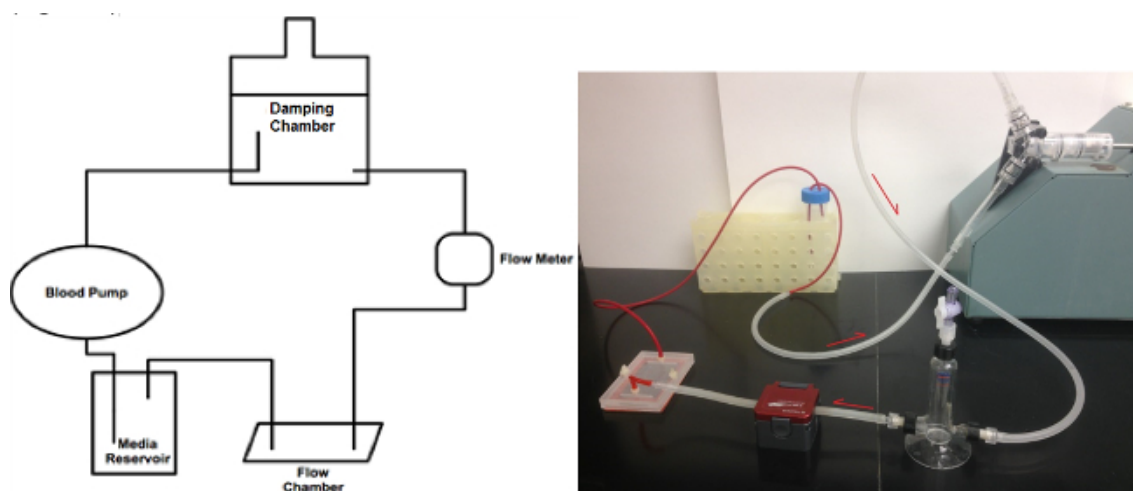 Damping
Chamber
Flow Meter
Blood Pump
Media
Reservoir
Flow
Chamber